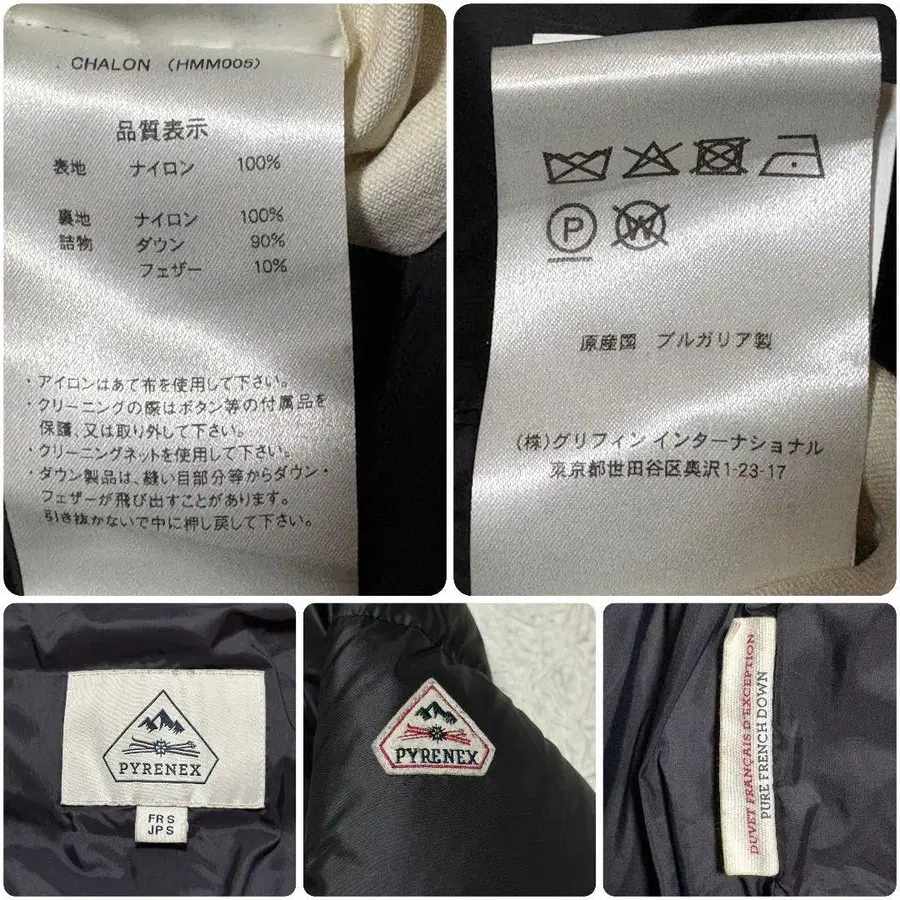 CHALON (HMM005)
品質表示
表地 ナイロン 100%
裏地 ナイロン 100%
詰物 ダウン 90%
フェザー 10%
・アイロンはあて布を使用して下さい。
・クリーニングの際はボタン等の付属品を
保護、又は取り外して下さい。
・クリーニングネットを使用して下さい。
・ダウン製品は、縫い目部分等からダウン・
フェザーが飛び出すことがあります。
引き抜かないで中に押し戻して下さい。
P
W
原産国 ブルガリア製
(株)グリフィン インターナショナル
東京都世田谷区奥沢1-23-17
PYRENEX
FR S
JP S
PYRENEX
DUVET FRANÇAIS D'EXCEPTION
PURE FRENCH DOWN